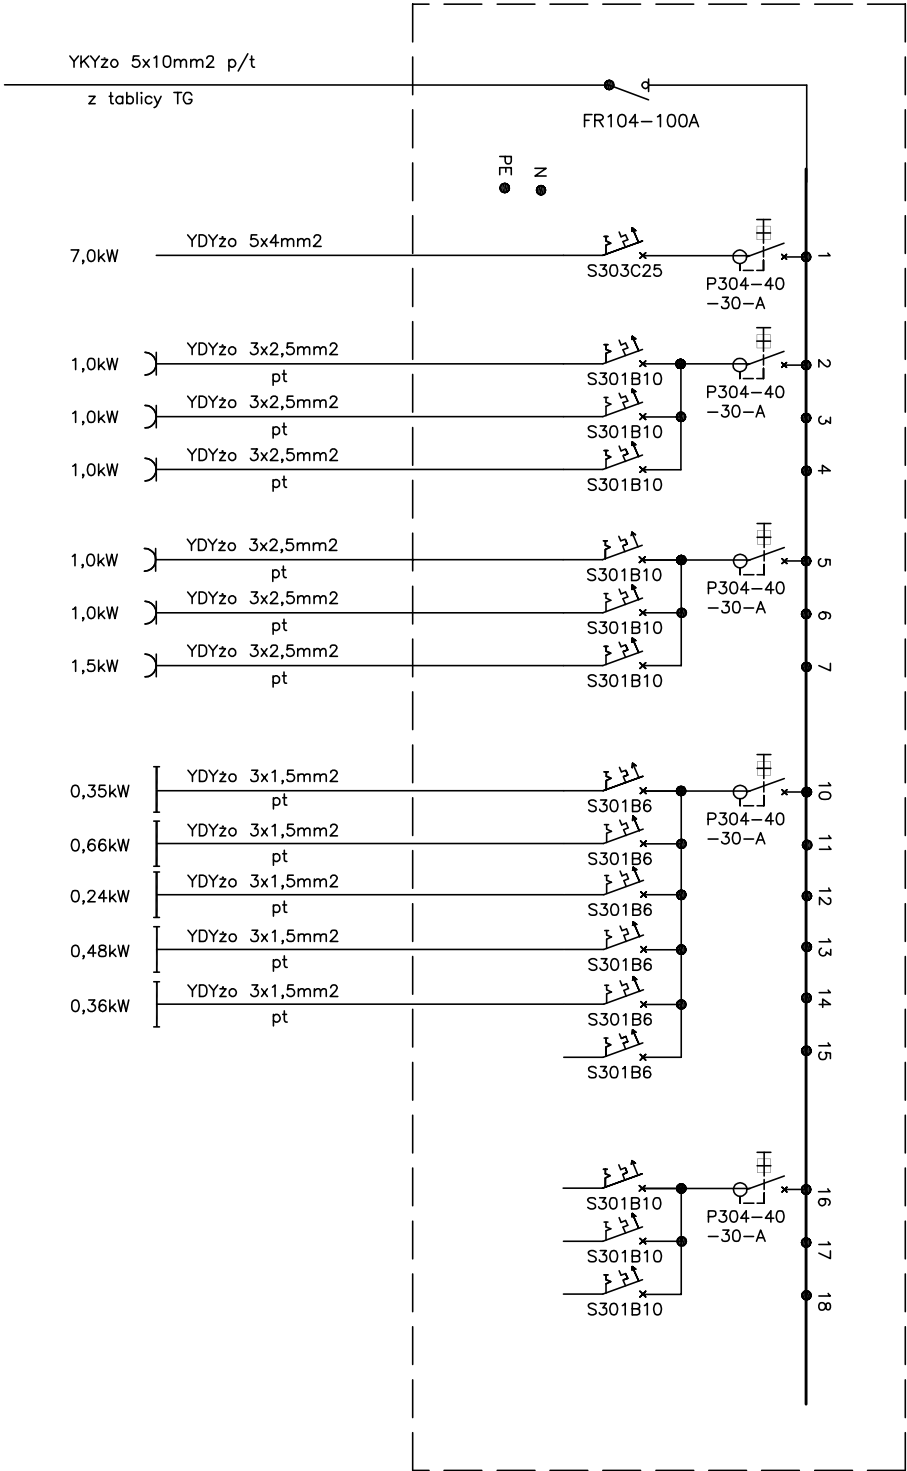 YKYżo 5x10mm2 p/t
z tablicy TG
FR104-100A
PE
N
7,0kW
YDYżo 5x4mm2
S303C25
P304-40
-30-A
1
1,0kW
YDYżo 3x2,5mm2
pt
S301B10
P304-40
-30-A
2
1,0kW
YDYżo 3x2,5mm2
pt
S301B10
3
1,0kW
YDYżo 3x2,5mm2
pt
S301B10
4
1,0kW
YDYżo 3x2,5mm2
pt
S301B10
P304-40
-30-A
5
1,0kW
YDYżo 3x2,5mm2
pt
S301B10
6
1,5kW
YDYżo 3x2,5mm2
pt
S301B10
7
0,35kW
YDYżo 3x1,5mm2
pt
S301B6
P304-40
-30-A
10
0,66kW
YDYżo 3x1,5mm2
pt
S301B6
11
0,24kW
YDYżo 3x1,5mm2
pt
S301B6
12
0,48kW
YDYżo 3x1,5mm2
pt
S301B6
13
0,36kW
YDYżo 3x1,5mm2
pt
S301B6
14
S301B6
15
S301B10
P304-40
-30-A
16
S301B10
17
S301B10
18